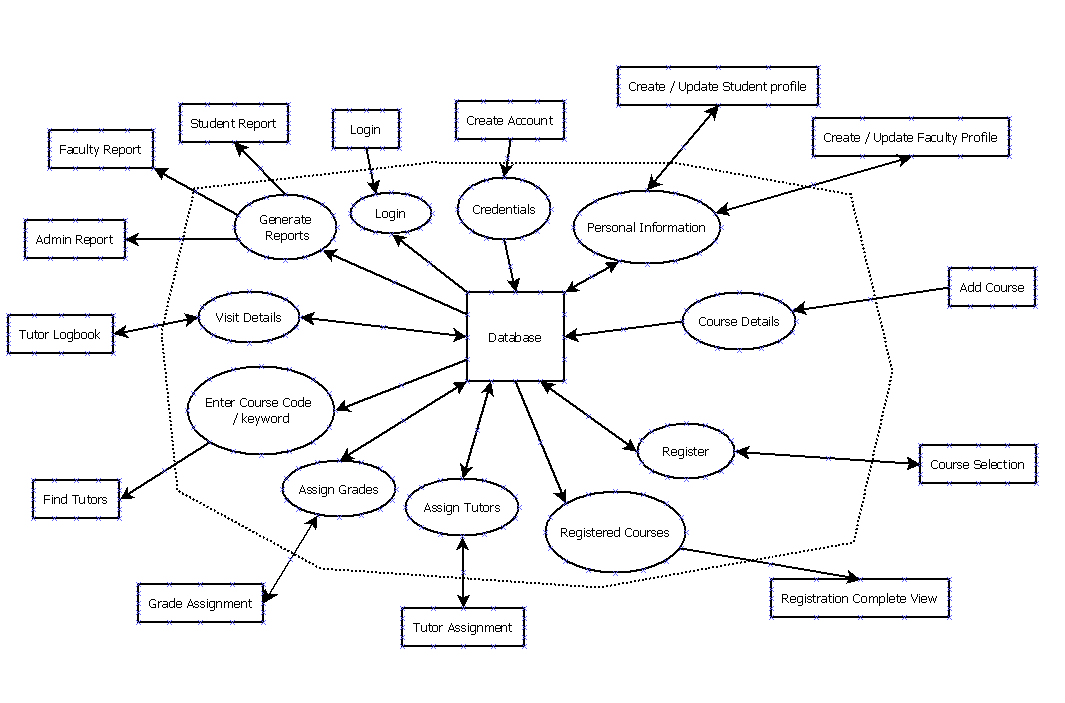 Create / Update Student profile
Student Report
Login
Create Account
Faculty Report
Create / Update Faculty Profile
Generate
Reports
Login
Credentials
Personal Information
Admin Report
Add Course
Visit Details
Course Details
Tutor Logbook
Database
Enter Course Code
/ keyword
Register
Course Selection
Find Tutors
Assign Grades
Assign Tutors
Registered Courses
Grade Assignment
Registration Complete View
Tutor Assignment